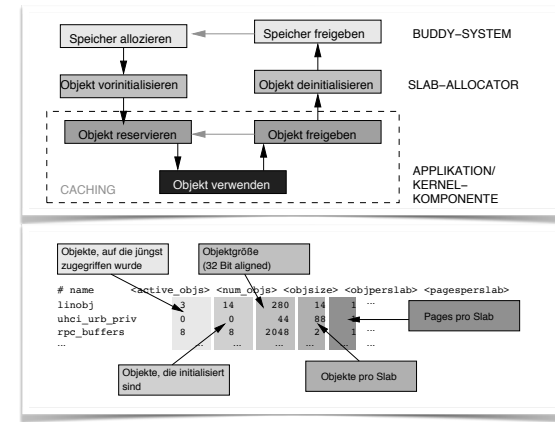 Speicher allozieren
Speicher freigeben
BUDDY–SYSTEM
Objekt vorinitialisieren
Objekt deinitialisieren
SLAB–ALLOCATOR
Objekt reservieren
Objekt freigeben
CACHING
Objekt verwenden
APPLIKATION/
KERNEL–
KOMPONENTE
Objekte, auf die jüngst
zugegriffen wurde
Objektgröße
(32 Bit aligned)
# name <active_objs> <num_objs> <objsize> <objperslab> <pagesperslab>
linobj 3 14 280 14 1 ...
uhci_urb_priv 0 0 44 88 ...
rpc_buffers 8 8 2048 2 1 ...
... ... ... ... ... ...
Pages pro Slab
Objekte, die initialisiert
sind
Objekte pro Slab